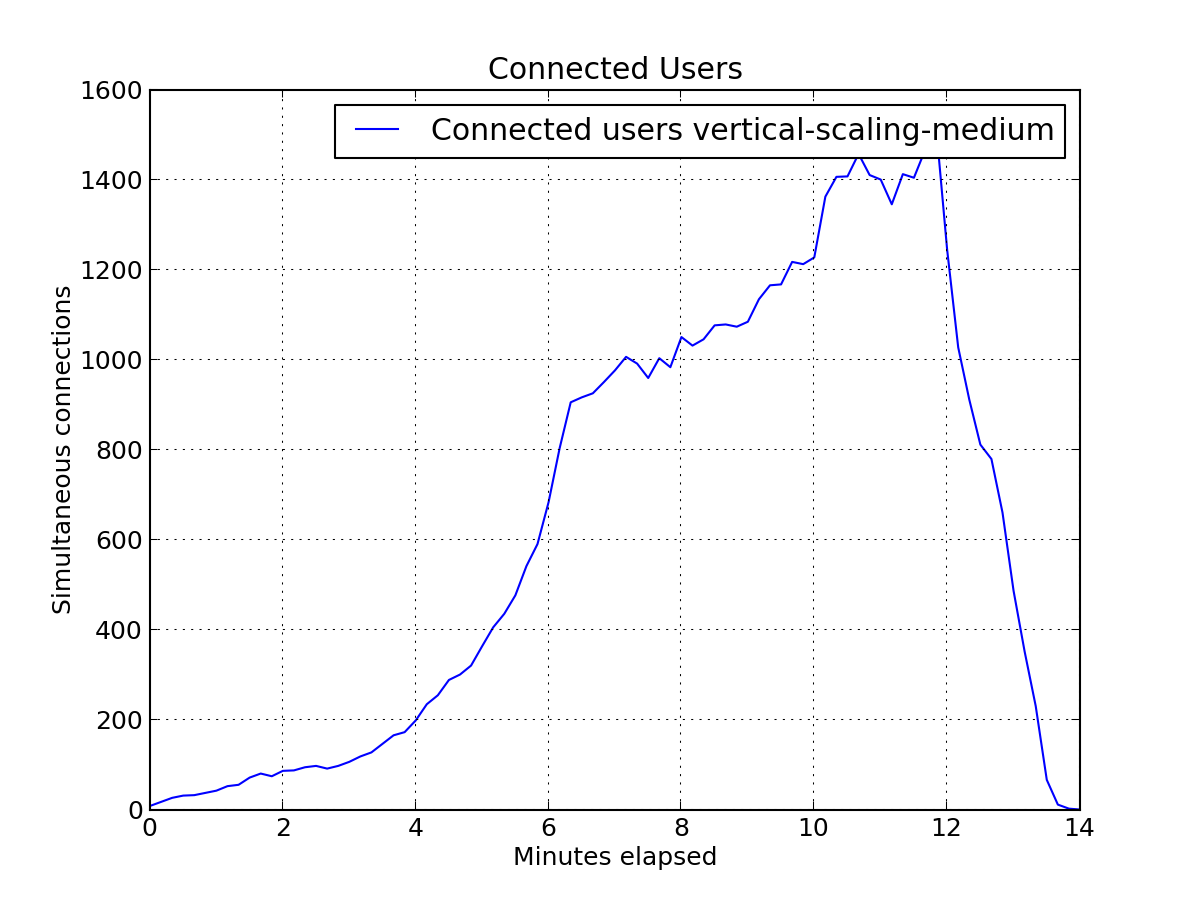 Connected Users
Connected users vertical-scaling-medium
1600
1400
1200
1000
800
600
400
200
0
Simultaneous connections
0 2 4 6 8 10 12 14
Minutes elapsed